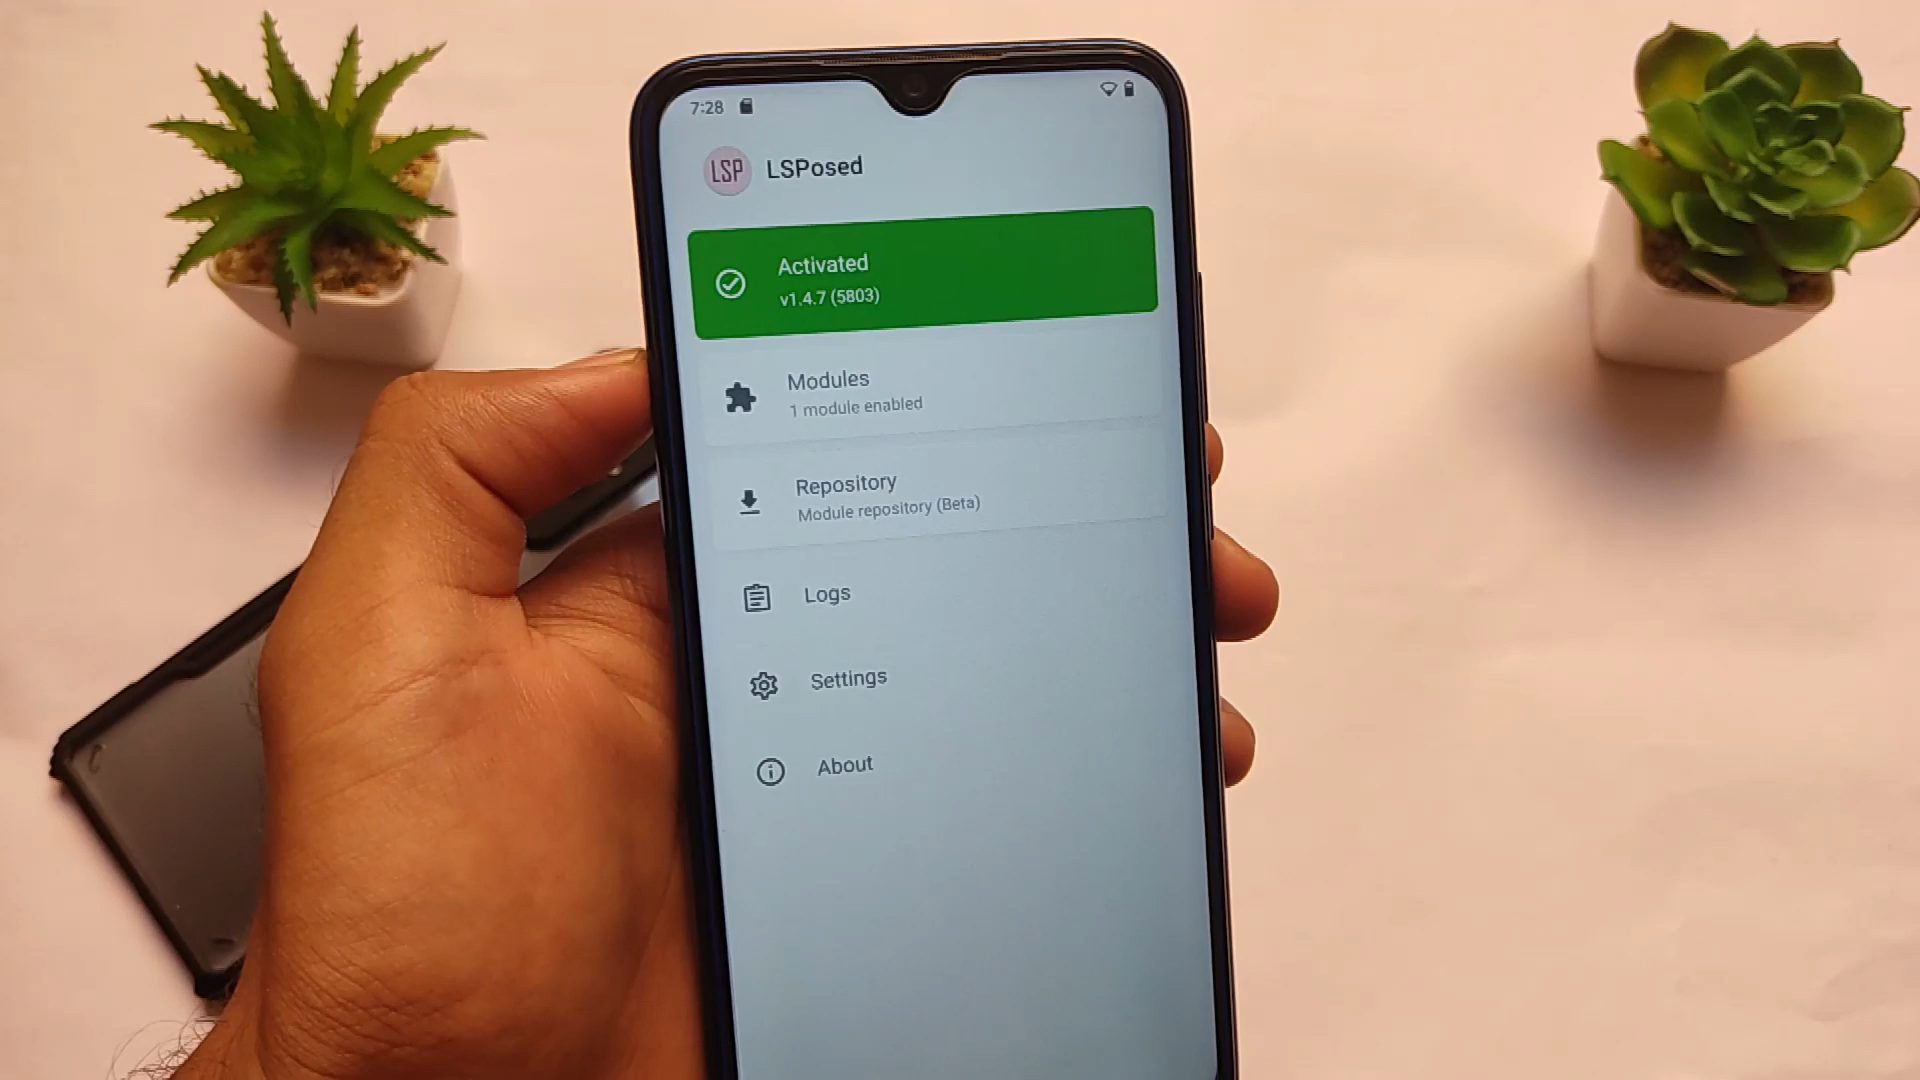 7:28
LSP LSPosed
Activated
v1.4.7 (5803)
Modules
1 module enabled
Repository
Module repository (Beta)
Logs
Settings
About